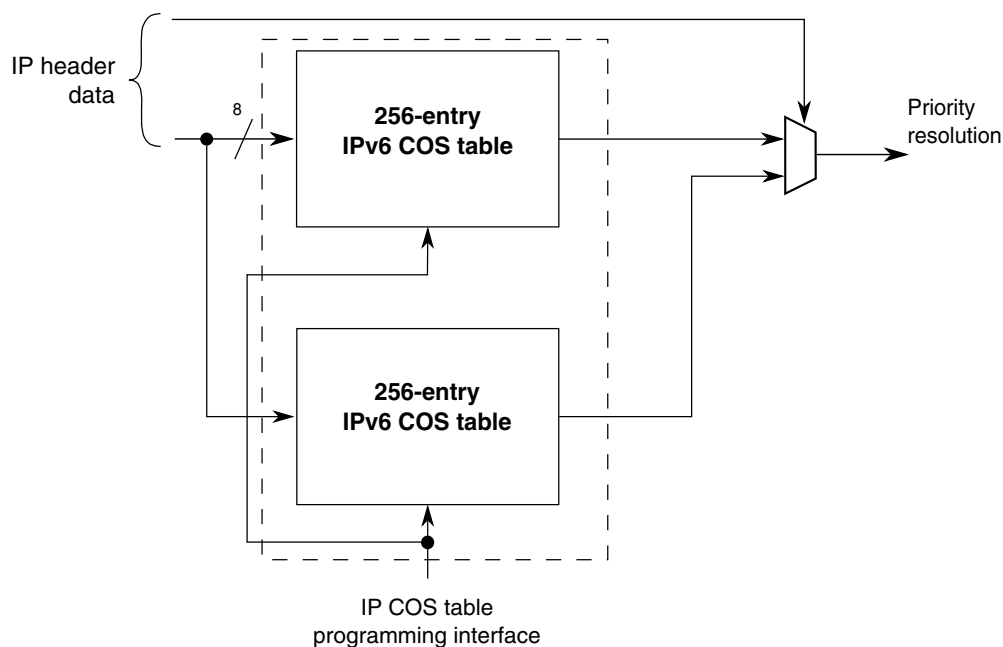 IP header
data
8
256-entry
IPv6 COS table
Priority
resolution
256-entry
IPv6 COS table
IP COS table
programming interface